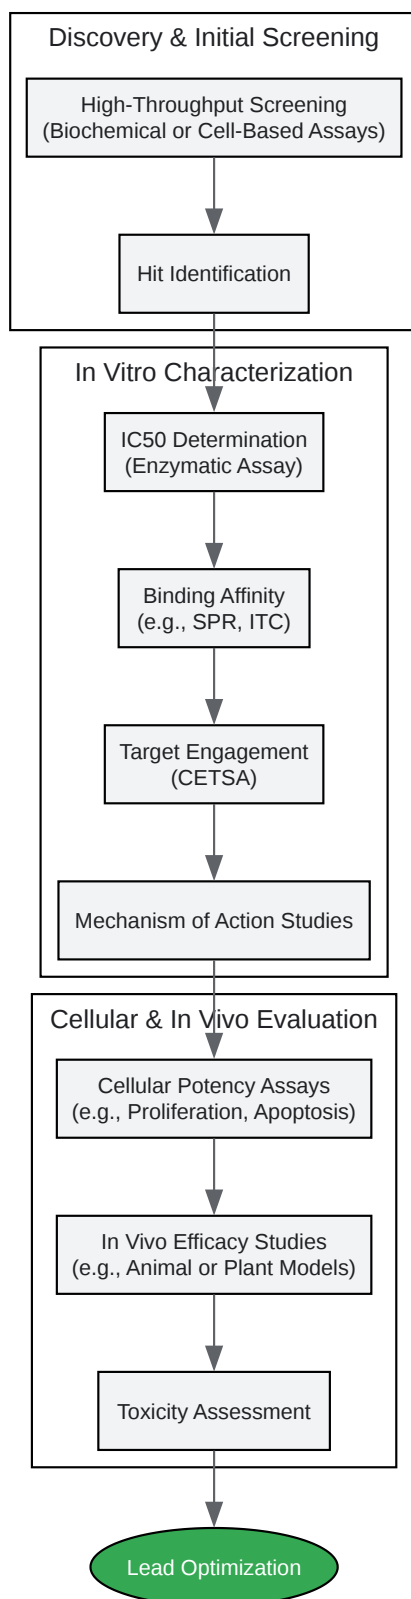 Discovery & Initial Screening
High-Throughput Screening
(Biochemical or Cell-Based Assays)
Hit Identification
In Vitro Characterization
IC50 Determination
(Enzymatic Assay)
Binding Affinity
(e.g., SPR, ITC)
Target Engagement
(CETSA)
Mechanism of Action Studies
Cellular & In Vivo Evaluation
Cellular Potency Assays
(e.g., Proliferation, Apoptosis)
In Vivo Efficacy Studies
(e.g., Animal or Plant Models)
Toxicity Assessment
Lead Optimization